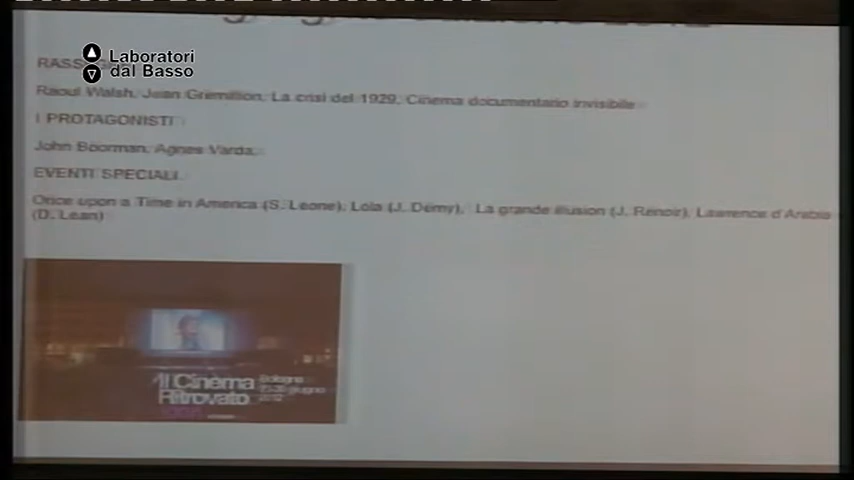 Laboratori
dal Basso
Raoul Walsh, Jean Grémillon, La crisi del 1929, Cinema documentario invisibile
I PROTAGONISTI
John Boorman, Agnes Varda,
EVENTI SPECIALI
Once upon a Time in America (S. Leone), Lola (J. Demy), La grande illusion (J. Renoir), Lawrence d'Arabia
(D. Lean)
Il Cinema
Ritrovato
Bologna
giugno